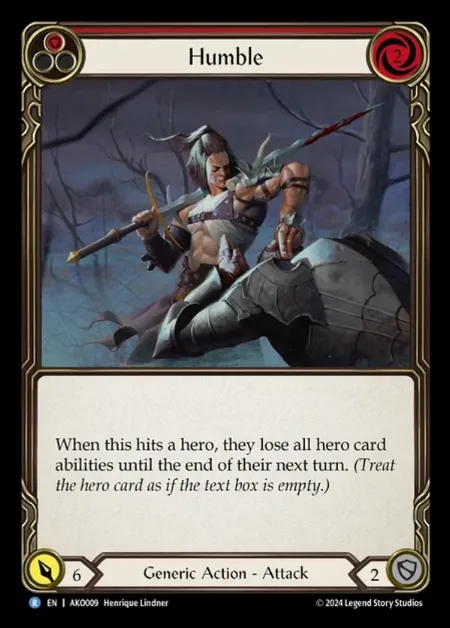 2
Humble
When this hits a hero, they lose all hero card
abilities until the end of their next turn. (Treat
the hero card as if the text box is empty.)
6
Generic Action - Attack
2
R EN | AKO009 Henrique Lindner
© 2024 Legend Story Studios